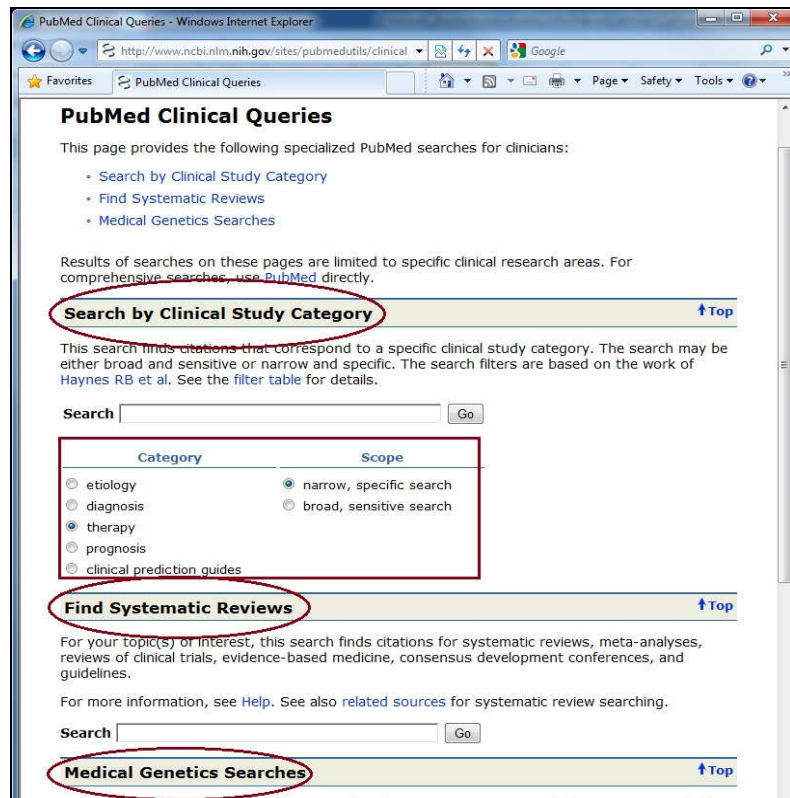 PubMed Clinical Queries - Windows Internet Explorer
http://www.ncbi.nlm.nih.gov/sites/pubmedutils/clinical
Google
Favorites
PubMed Clinical Queries
Page
Safety
Tools
PubMed Clinical Queries
This page provides the following specialized PubMed searches for clinicians:
Search by Clinical Study Category
Find Systematic Reviews
Medical Genetics Searches
Results of searches on these pages are limited to specific clinical research areas. For
comprehensive searches, use PubMed directly.
Search by Clinical Study Category
Top
This search finds citations that correspond to a specific clinical study category. The search may be
either broad and sensitive or narrow and specific. The search filters are based on the work of
Haynes RB et al. See the filter table for details.
Search
Go
Category Scope
etiology narrow, specific search
diagnosis broad, sensitive search
therapy
prognosis
clinical prediction guides
Find Systematic Reviews
Top
For your topic(s) of interest, this search finds citations for systematic reviews, meta-analyses,
reviews of clinical trials, evidence-based medicine, consensus development conferences, and
guidelines.
For more information, see Help. See also related sources for systematic review searching.
Search
Go
Medical Genetics Searches
Top